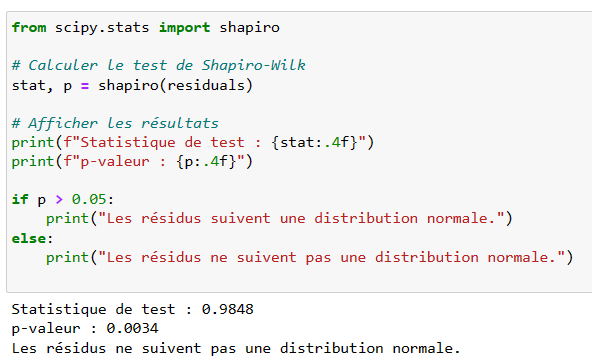 from scipy.stats import shapiro
# Calculer le test de Shapiro-Wilk
stat, p = shapiro(residuals)
# Afficher les résultats
print(f"Statistique de test : {stat:.4f}")
print(f"p-valeur : {p:.4f}")
if p > 0.05:
    print("Les résidus suivent une distribution normale.")
else:
    print("Les résidus ne suivent pas une distribution normale.")
Statistique de test : 0.9848
p-valeur : 0.0034
Les résidus ne suivent pas une distribution normale.